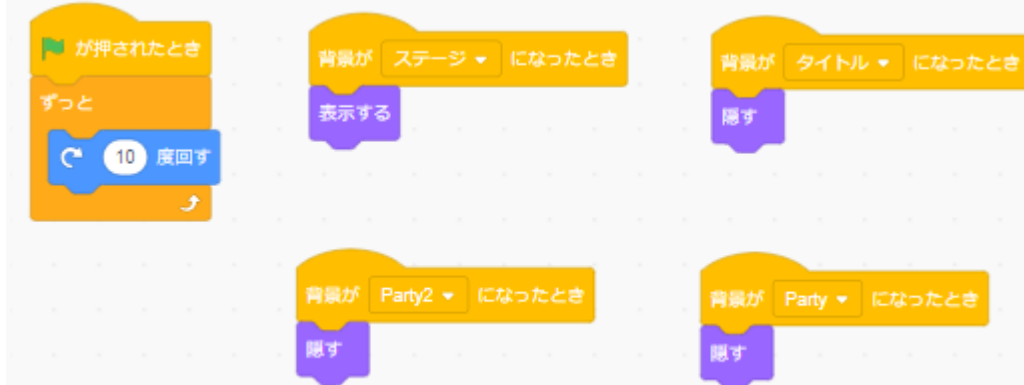 が押されたとき
ずっと
10 度回す
背景が ステージ になったとき
表示する
背景が タイトル になったとき
隠す
背景が Party2 になったとき
隠す
背景が Party になったとき
隠す